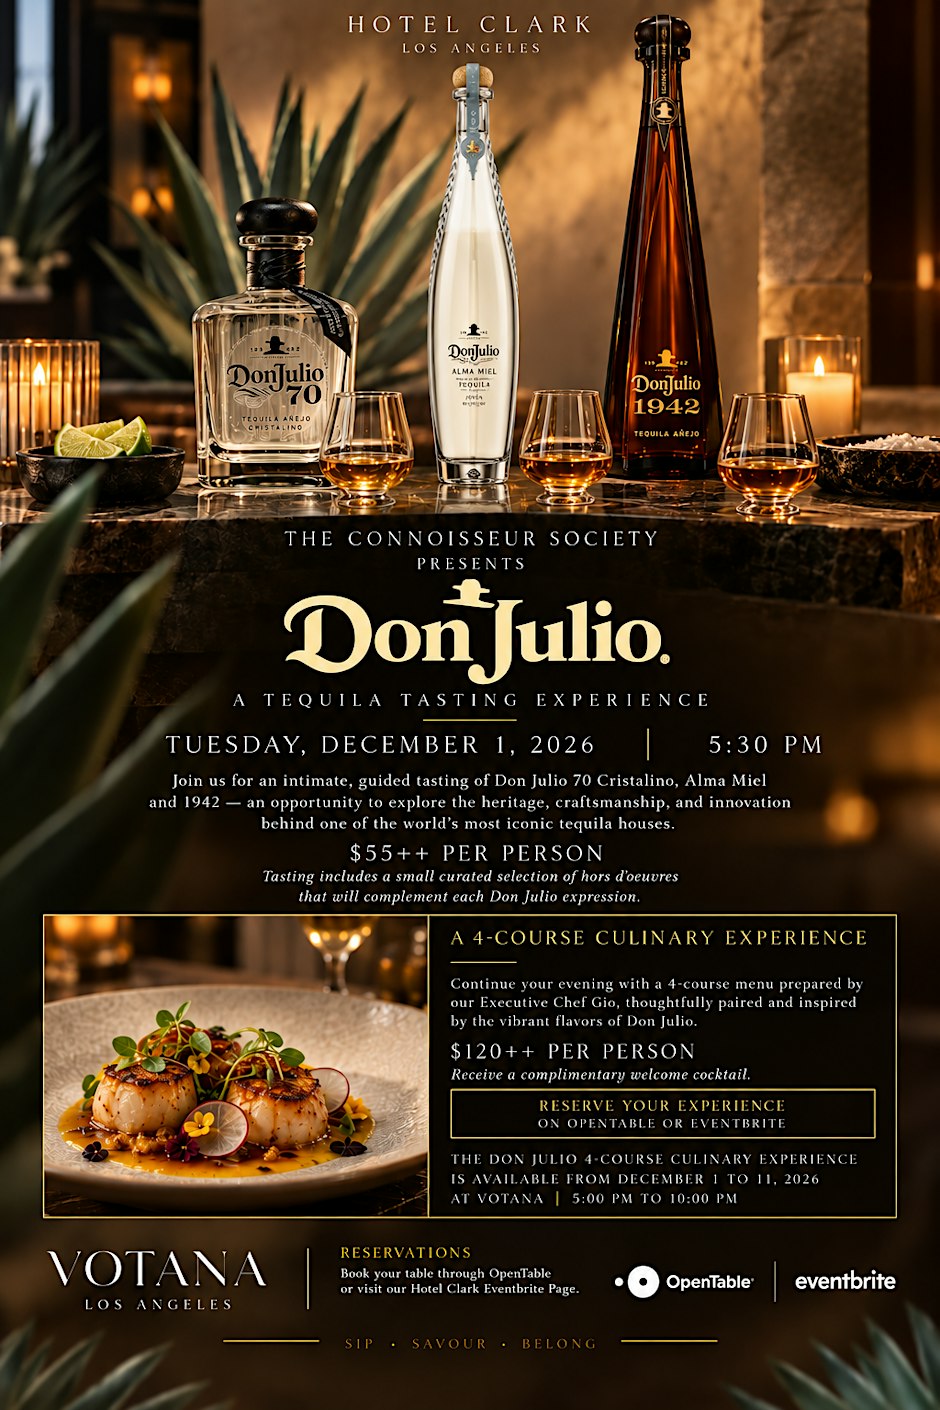 HOTEL CLARK
LOS ANGELES
DonJulio
70
TEQUILA AÑEJO
CRISTALINO
DonJulio
ALMA MIEL
TEQUILA
DonJulio
1942
TEQUILA AÑEJO
THE CONNOISSEUR SOCIETY
PRESENTS
Don Julio®
A TEQUILA TASTING EXPERIENCE
TUESDAY, DECEMBER 1, 2026 | 5:30 PM
Join us for an intimate, guided tasting of Don Julio 70 Cristalino, Alma Miel
and 1942 — an opportunity to explore the heritage, craftsmanship, and innovation
behind one of the world's most iconic tequila houses.
$55++ PER PERSON
Tasting includes a small curated selection of hors d'oeuvres
that will complement each Don Julio expression.
A 4-COURSE CULINARY EXPERIENCE
Continue your evening with a 4-course menu prepared by
our Executive Chef Gio, thoughtfully paired and inspired
by the vibrant flavors of Don Julio.
$120++ PER PERSON
Receive a complimentary welcome cocktail.
RESERVE YOUR EXPERIENCE
ON OPENTABLE OR EVENTBRITE
THE DON JULIO 4-COURSE CULINARY EXPERIENCE
IS AVAILABLE FROM DECEMBER 1 TO 11, 2026
AT VOTANA | 5:00 PM TO 10:00 PM
VOTANA
LOS ANGELES
RESERVATIONS
Book your table through OpenTable
or visit our Hotel Clark Eventbrite Page.
OpenTable®
eventbrite
SIP • SAVOUR • BELONG